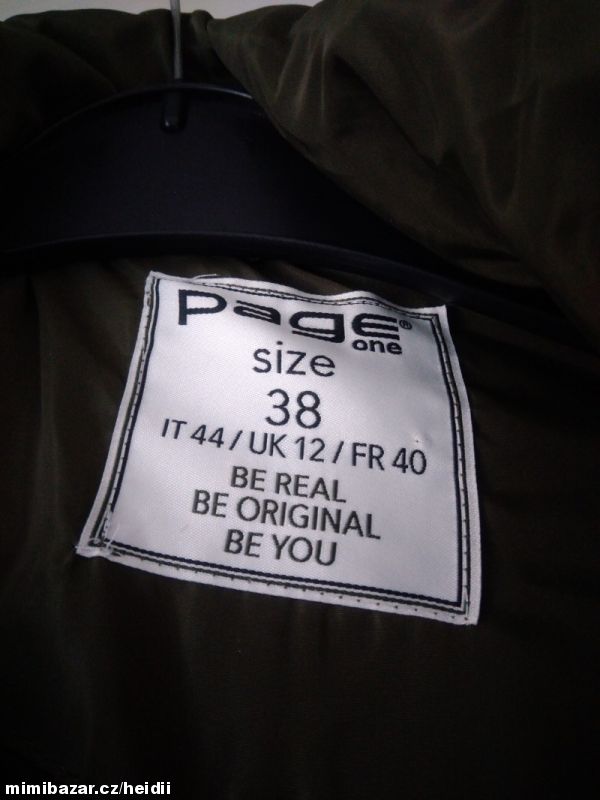 Page®
one
size
38
IT 44 / UK 12 / FR 40
BE REAL
BE ORIGINAL
BE YOU
mimibazar.cz/heidii